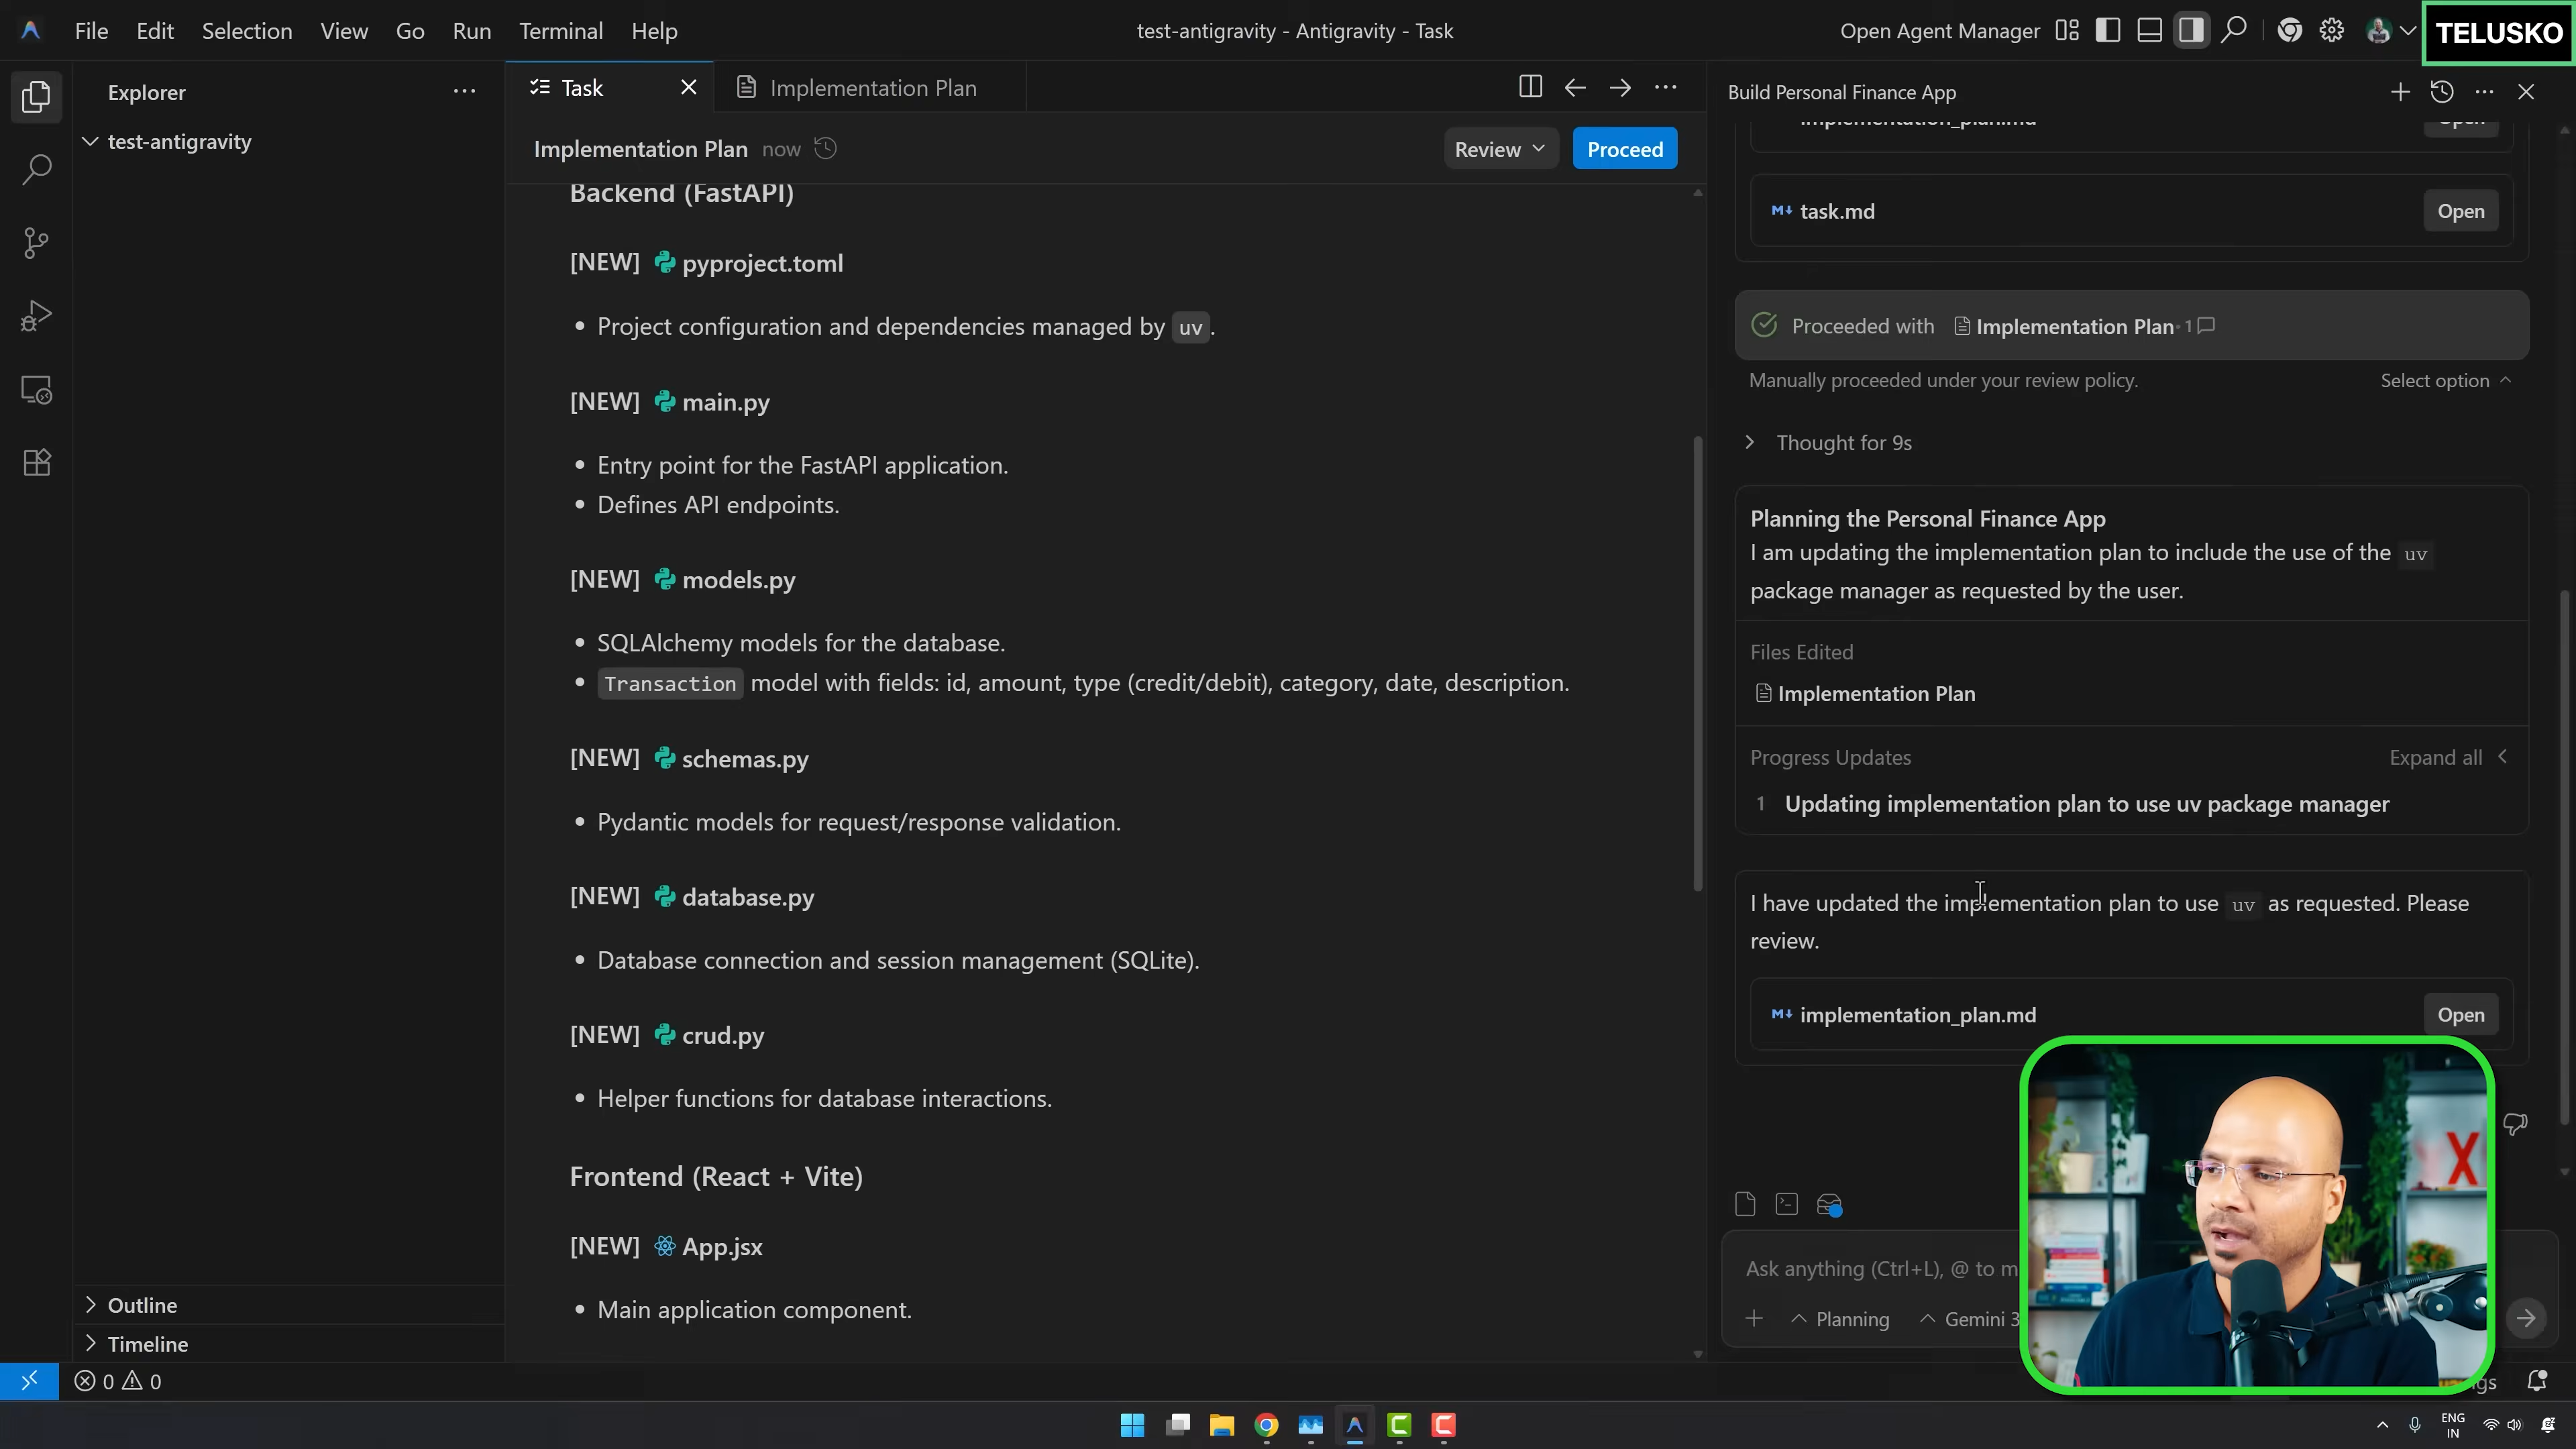 File Edit Selection View Go Run Terminal Help
test-antigravity - Antigravity - Task
Open Agent Manager
TELUSKO
Explorer
test-antigravity
Outline
Timeline
Task
Implementation Plan
Implementation Plan now
Review
Proceed
Backend (FastAPI)
[NEW] pyproject.toml
• Project configuration and dependencies managed by uv.
[NEW] main.py
• Entry point for the FastAPI application.
• Defines API endpoints.
[NEW] models.py
• SQLAlchemy models for the database.
• Transaction model with fields: id, amount, type (credit/debit), category, date, description.
[NEW] schemas.py
• Pydantic models for request/response validation.
[NEW] database.py
• Database connection and session management (SQLite).
[NEW] crud.py
• Helper functions for database interactions.
Frontend (React + Vite)
[NEW] App.jsx
• Main application component.
Build Personal Finance App
implementation_plan.md Open
task.md Open
Proceeded with Implementation Plan 1
Manually proceeded under your review policy. Select option
Thought for 9s
Planning the Personal Finance App
I am updating the implementation plan to include the use of the uv
package manager as requested by the user.
Files Edited
Implementation Plan
Progress Updates Expand all
1 Updating implementation plan to use uv package manager
I have updated the implementation plan to use uv as requested. Please
review.
implementation_plan.md Open
Ask anything (Ctrl+L), @ to m
Planning Gemini 3
0 0
ENG
IN